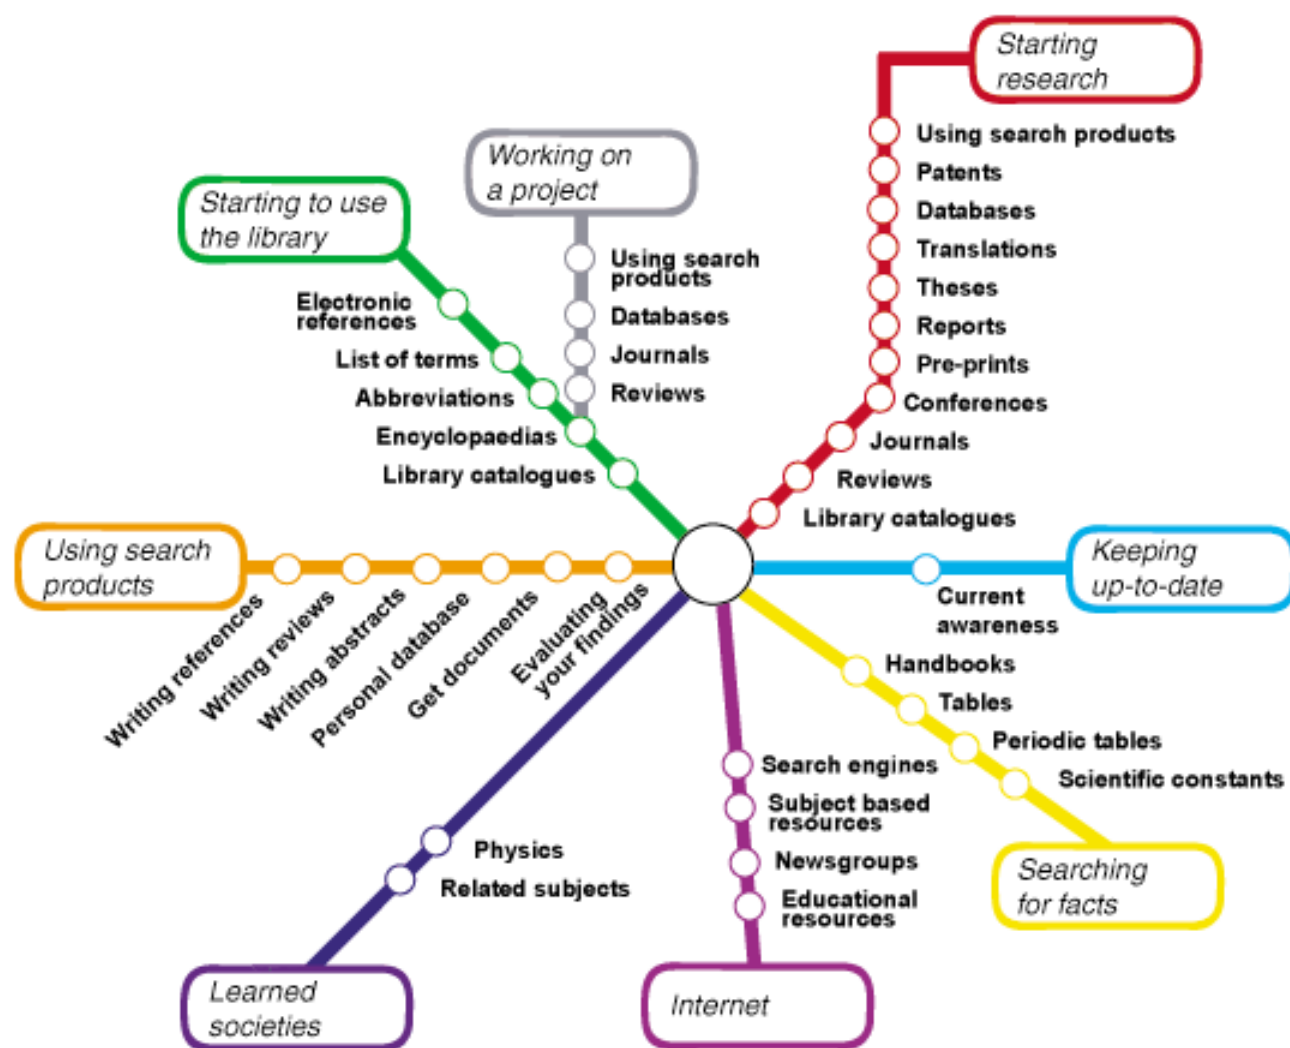 Starting
research
Using search products
Patents
Databases
Translations
Theses
Reports
Pre-prints
Conferences
Journals
Reviews
Library catalogues
Working on
a project
Using search
products
Databases
Journals
Reviews
Starting to use
the library
Electronic
references
List of terms
Abbreviations
Encyclopaedias
Library catalogues
Using search
products
Writing references
Writing reviews
Writing abstracts
Personal database
Get documents
Evaluating
your findings
Keeping
up-to-date
Current
awareness
Handbooks
Tables
Periodic tables
Scientific constants
Searching
for facts
Search engines
Subject based
resources
Newsgroups
Educational
resources
Internet
Physics
Related subjects
Learned
societies